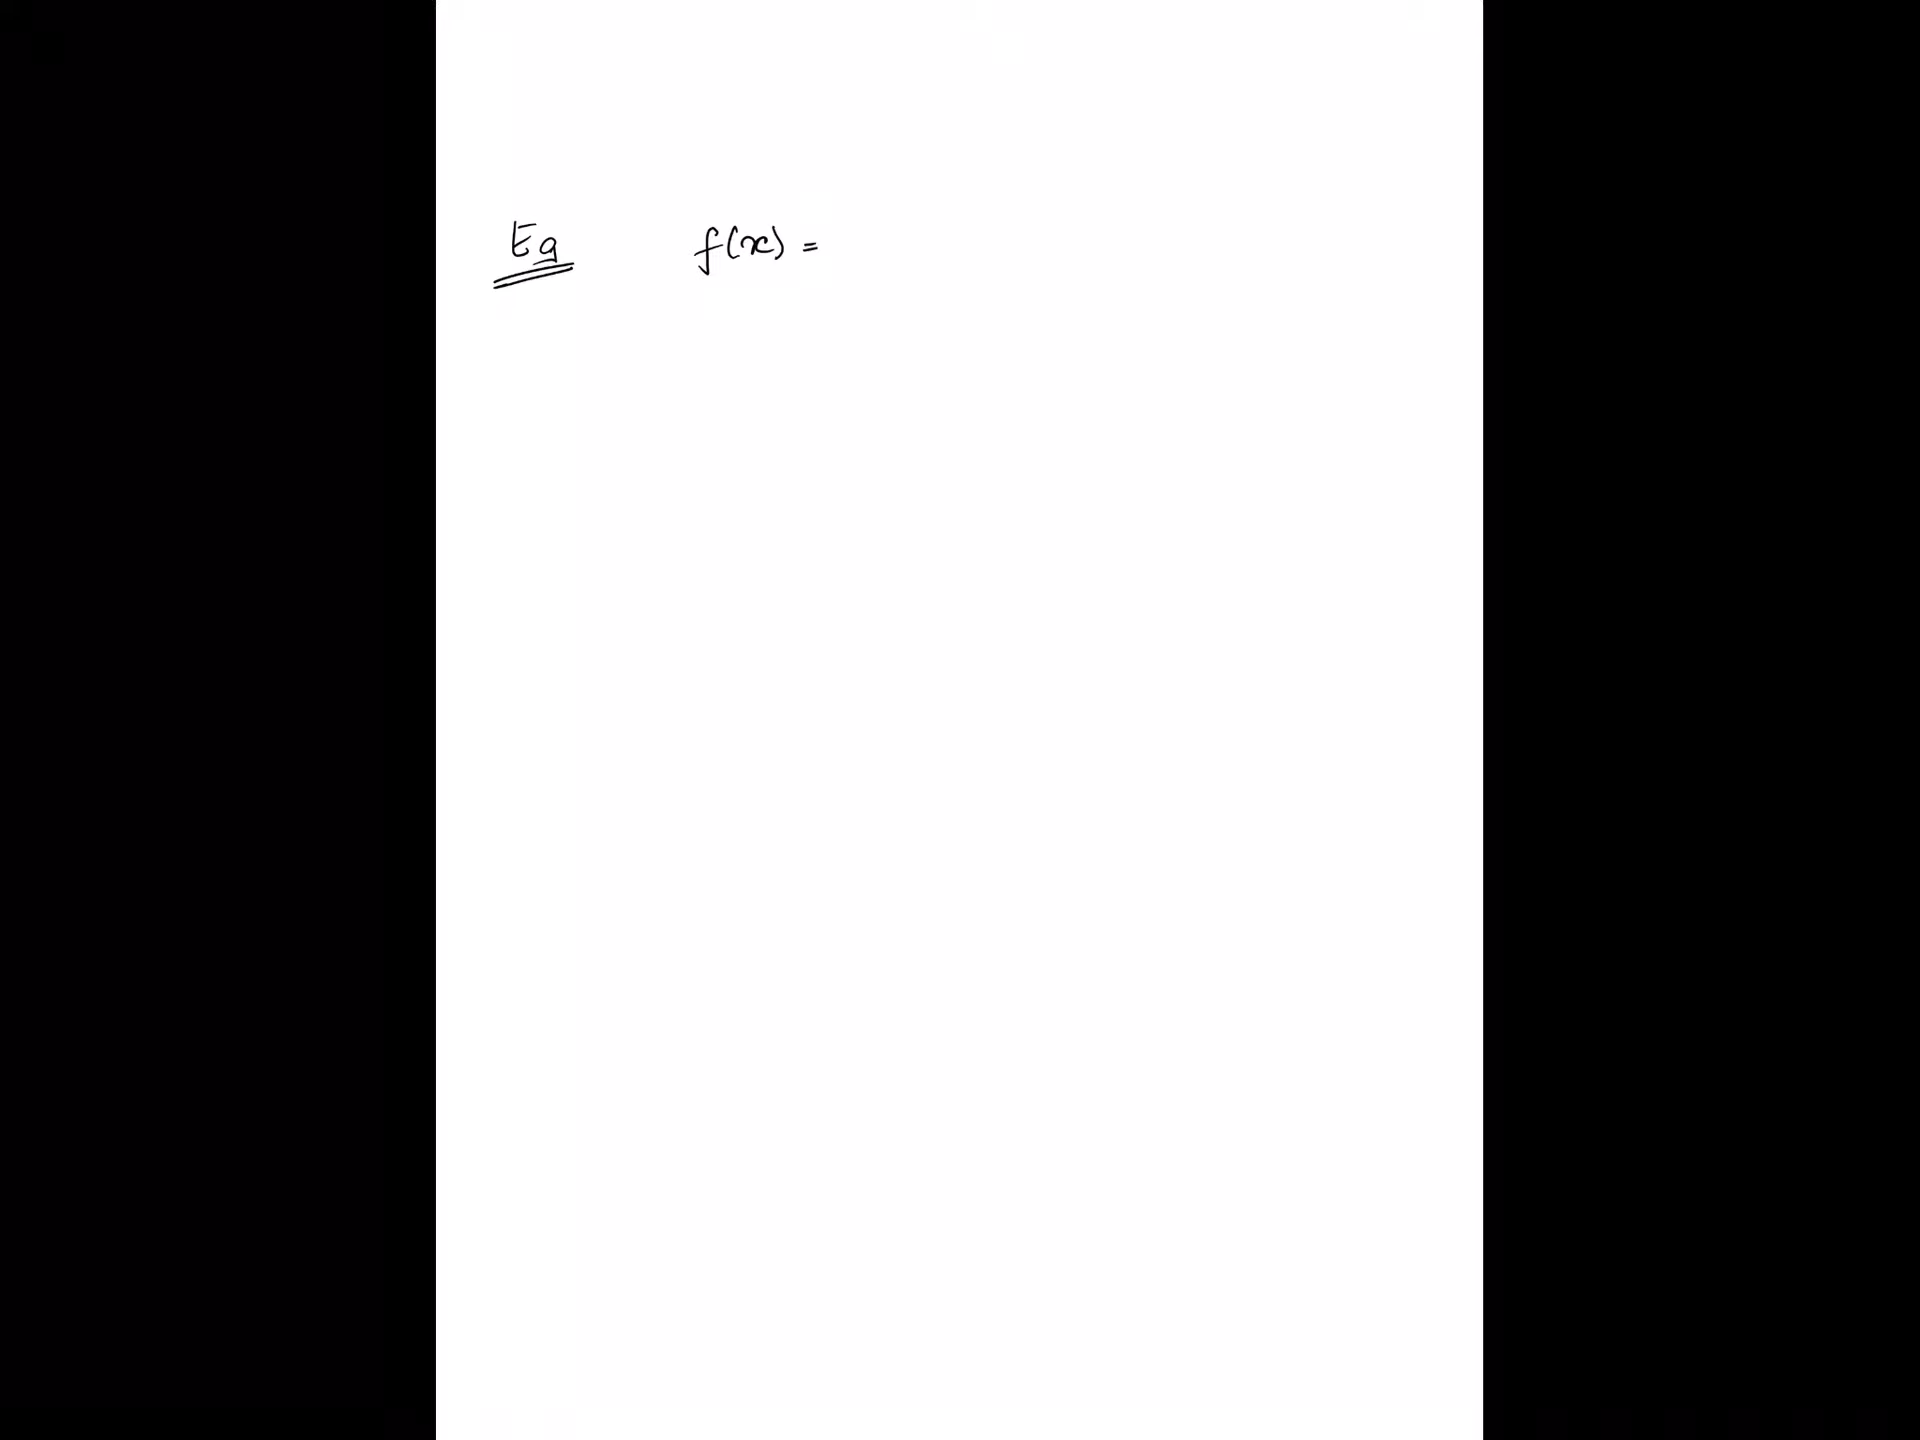 Eg f(x) =